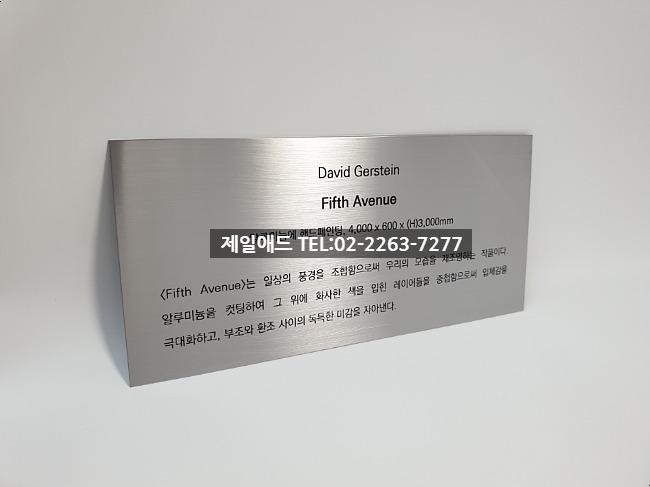 David Gerstein
Fifth Avenue
알루미늄에 핸드페인팅, 4,000 x 600 x (H)3,000mm
제일애드 TEL:02-2263-7277
<Fifth Avenue>는 일상의 풍경을 조합함으로써 우리의 모습을 재조명하는 작품이다.
알루미늄을 컷팅하여 그 위에 화사한 색을 입힌 레이어들을 중첩함으로써 입체감을
극대화하고, 부조와 환조 사이의 독특한 미감을 자아낸다.